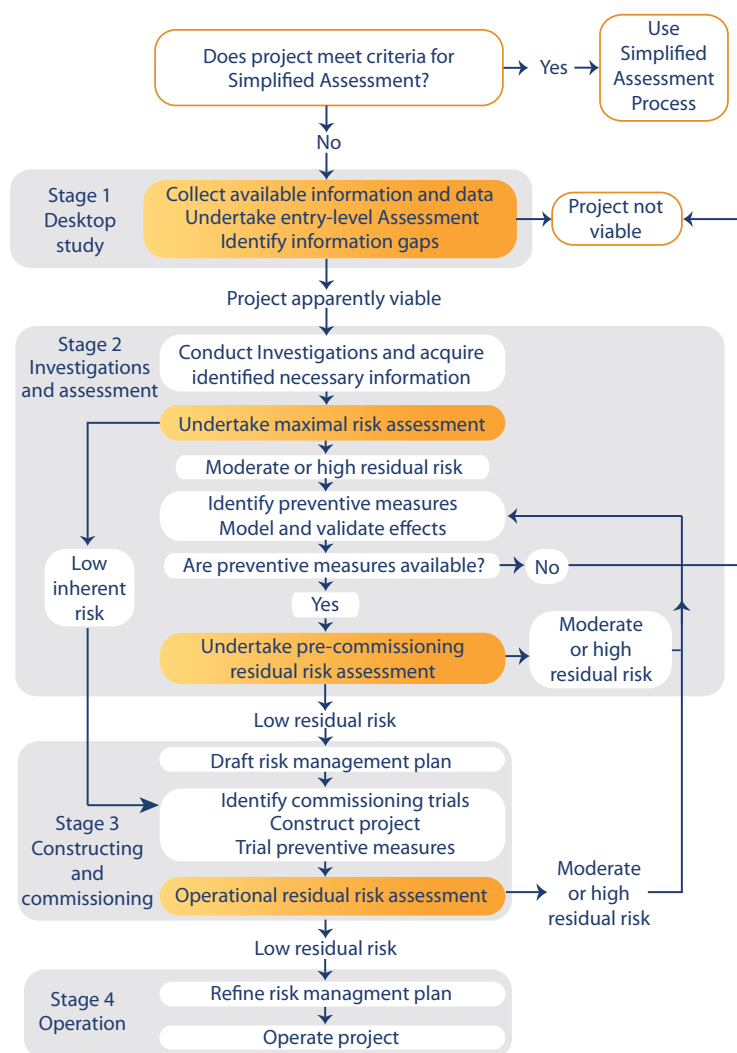 Does project meet criteria for
Simplified Assessment?
Yes
Use
Simplified
Assessment
Process
No
Stage 1
Desktop
study
Collect available information and data
Undertake entry-level Assessment
Identify information gaps
Project not
viable
Project apparently viable
Stage 2
Investigations
and assessment
Conduct Investigations and acquire
identified necessary information
Undertake maximal risk assessment
Moderate or high residual risk
Identify preventive measures
Model and validate effects
Are preventive measures available?
No
Low
inherent
risk
Yes
Undertake pre-commissioning
residual risk assessment
Moderate
or high
residual risk
Low residual risk
Draft risk management plan
Stage 3
Constructing
and
commissioning
Identify commissioning trials
Construct project
Trial preventive measures
Operational residual risk assessment
Moderate
or high
residual risk
Low residual risk
Stage 4
Operation
Refine risk managment plan
Operate project